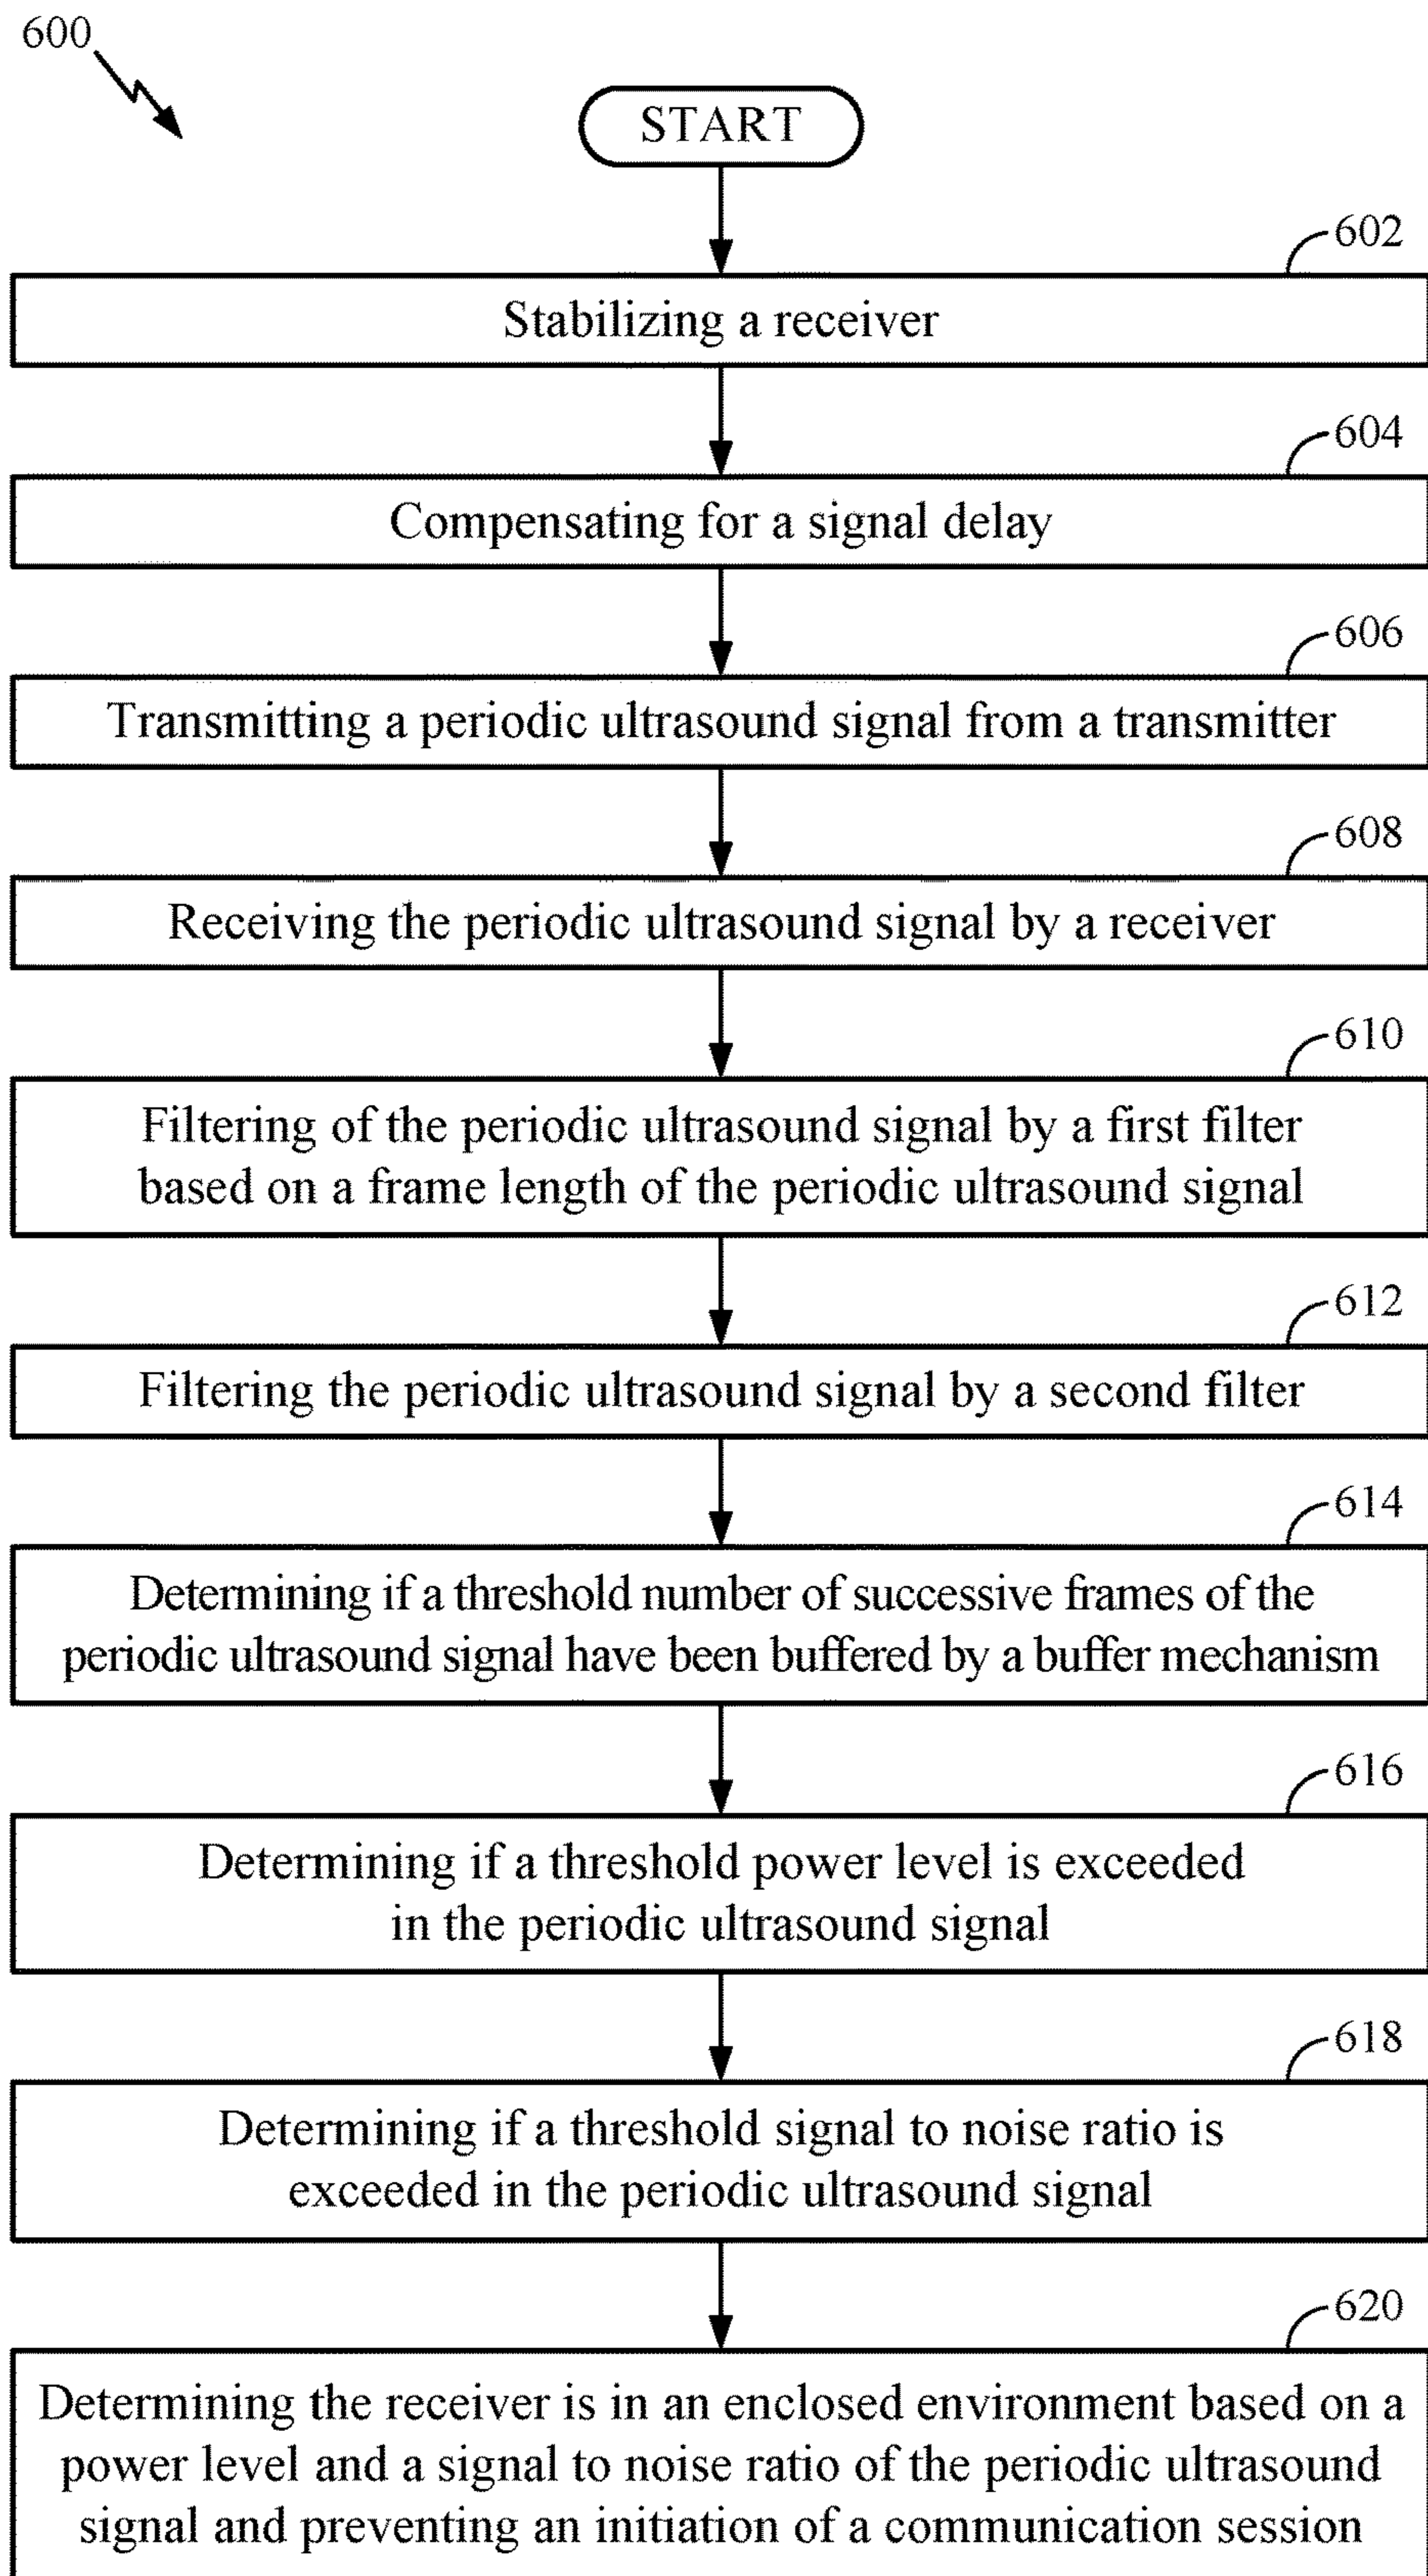 600
START
602
Stabilizing a receiver
604
Compensating for a signal delay
606
Transmitting a periodic ultrasound signal from a transmitter
608
Receiving the periodic ultrasound signal by a receiver
610
Filtering of the periodic ultrasound signal by a first filter
based on a frame length of the periodic ultrasound signal
612
Filtering the periodic ultrasound signal by a second filter
614
Determining if a threshold number of successive frames of the
periodic ultrasound signal have been buffered by a buffer mechanism
616
Determining if a threshold power level is exceeded
in the periodic ultrasound signal
618
Determining if a threshold signal to noise ratio is
exceeded in the periodic ultrasound signal
620
Determining the receiver is in an enclosed environment based on a
power level and a signal to noise ratio of the periodic ultrasound
signal and preventing an initiation of a communication session